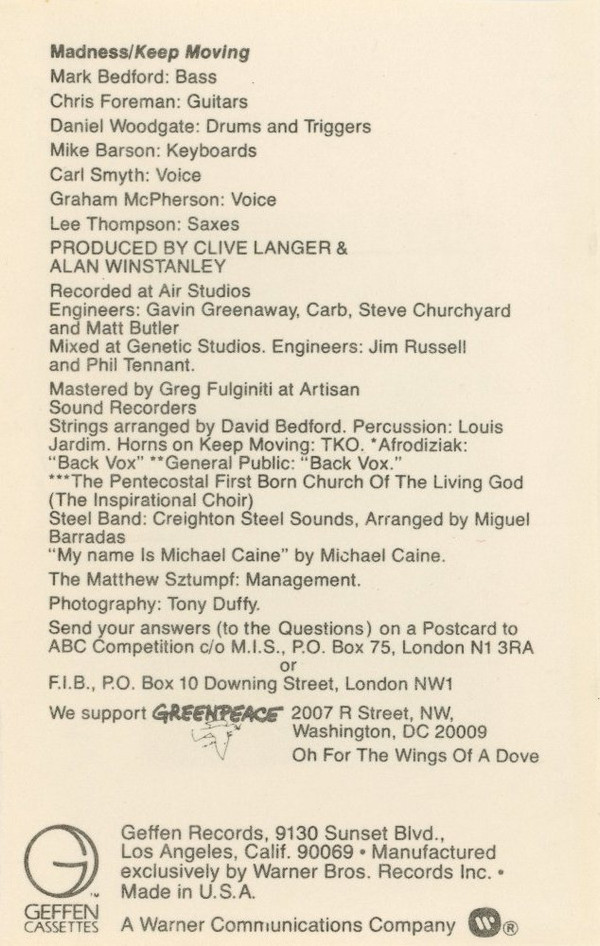 Madness/Keep Moving
Mark Bedford: Bass
Chris Foreman: Guitars
Daniel Woodgate: Drums and Triggers
Mike Barson: Keyboards
Carl Smyth: Voice
Graham McPherson: Voice
Lee Thompson: Saxes
PRODUCED BY CLIVE LANGER &
ALAN WINSTANLEY
Recorded at Air Studios
Engineers: Gavin Greenaway, Carb, Steve Churchyard
and Matt Butler
Mixed at Genetic Studios. Engineers: Jim Russell
and Phil Tennant.
Mastered by Greg Fulginiti at Artisan
Sound Recorders
Strings arranged by David Bedford. Percussion: Louis
Jardim. Horns on Keep Moving: TKO. *Afrodiziak:
“Back Vox” **General Public: “Back Vox.”
***The Pentecostal First Born Church Of The Living God
(The Inspirational Choir)
Steel Band: Creighton Steel Sounds, Arranged by Miguel
Barradas
“My name Is Michael Caine” by Michael Caine.
The Matthew Sztumpf: Management.
Photography: Tony Duffy.
Send your answers (to the Questions) on a Postcard to
ABC Competition c/o M.I.S., P.O. Box 75, London N1 3RA
or
F.I.B., P.O. Box 10 Downing Street, London NW1
We support GREENPEACE 2007 R Street, NW,
Washington, DC 20009
Oh For The Wings Of A Dove
Geffen Records, 9130 Sunset Blvd.,
Los Angeles, Calif. 90069 • Manufactured
exclusively by Warner Bros. Records Inc. •
Made in U.S.A.
GEFFEN
CASSETTES
A Warner Communications Company ®